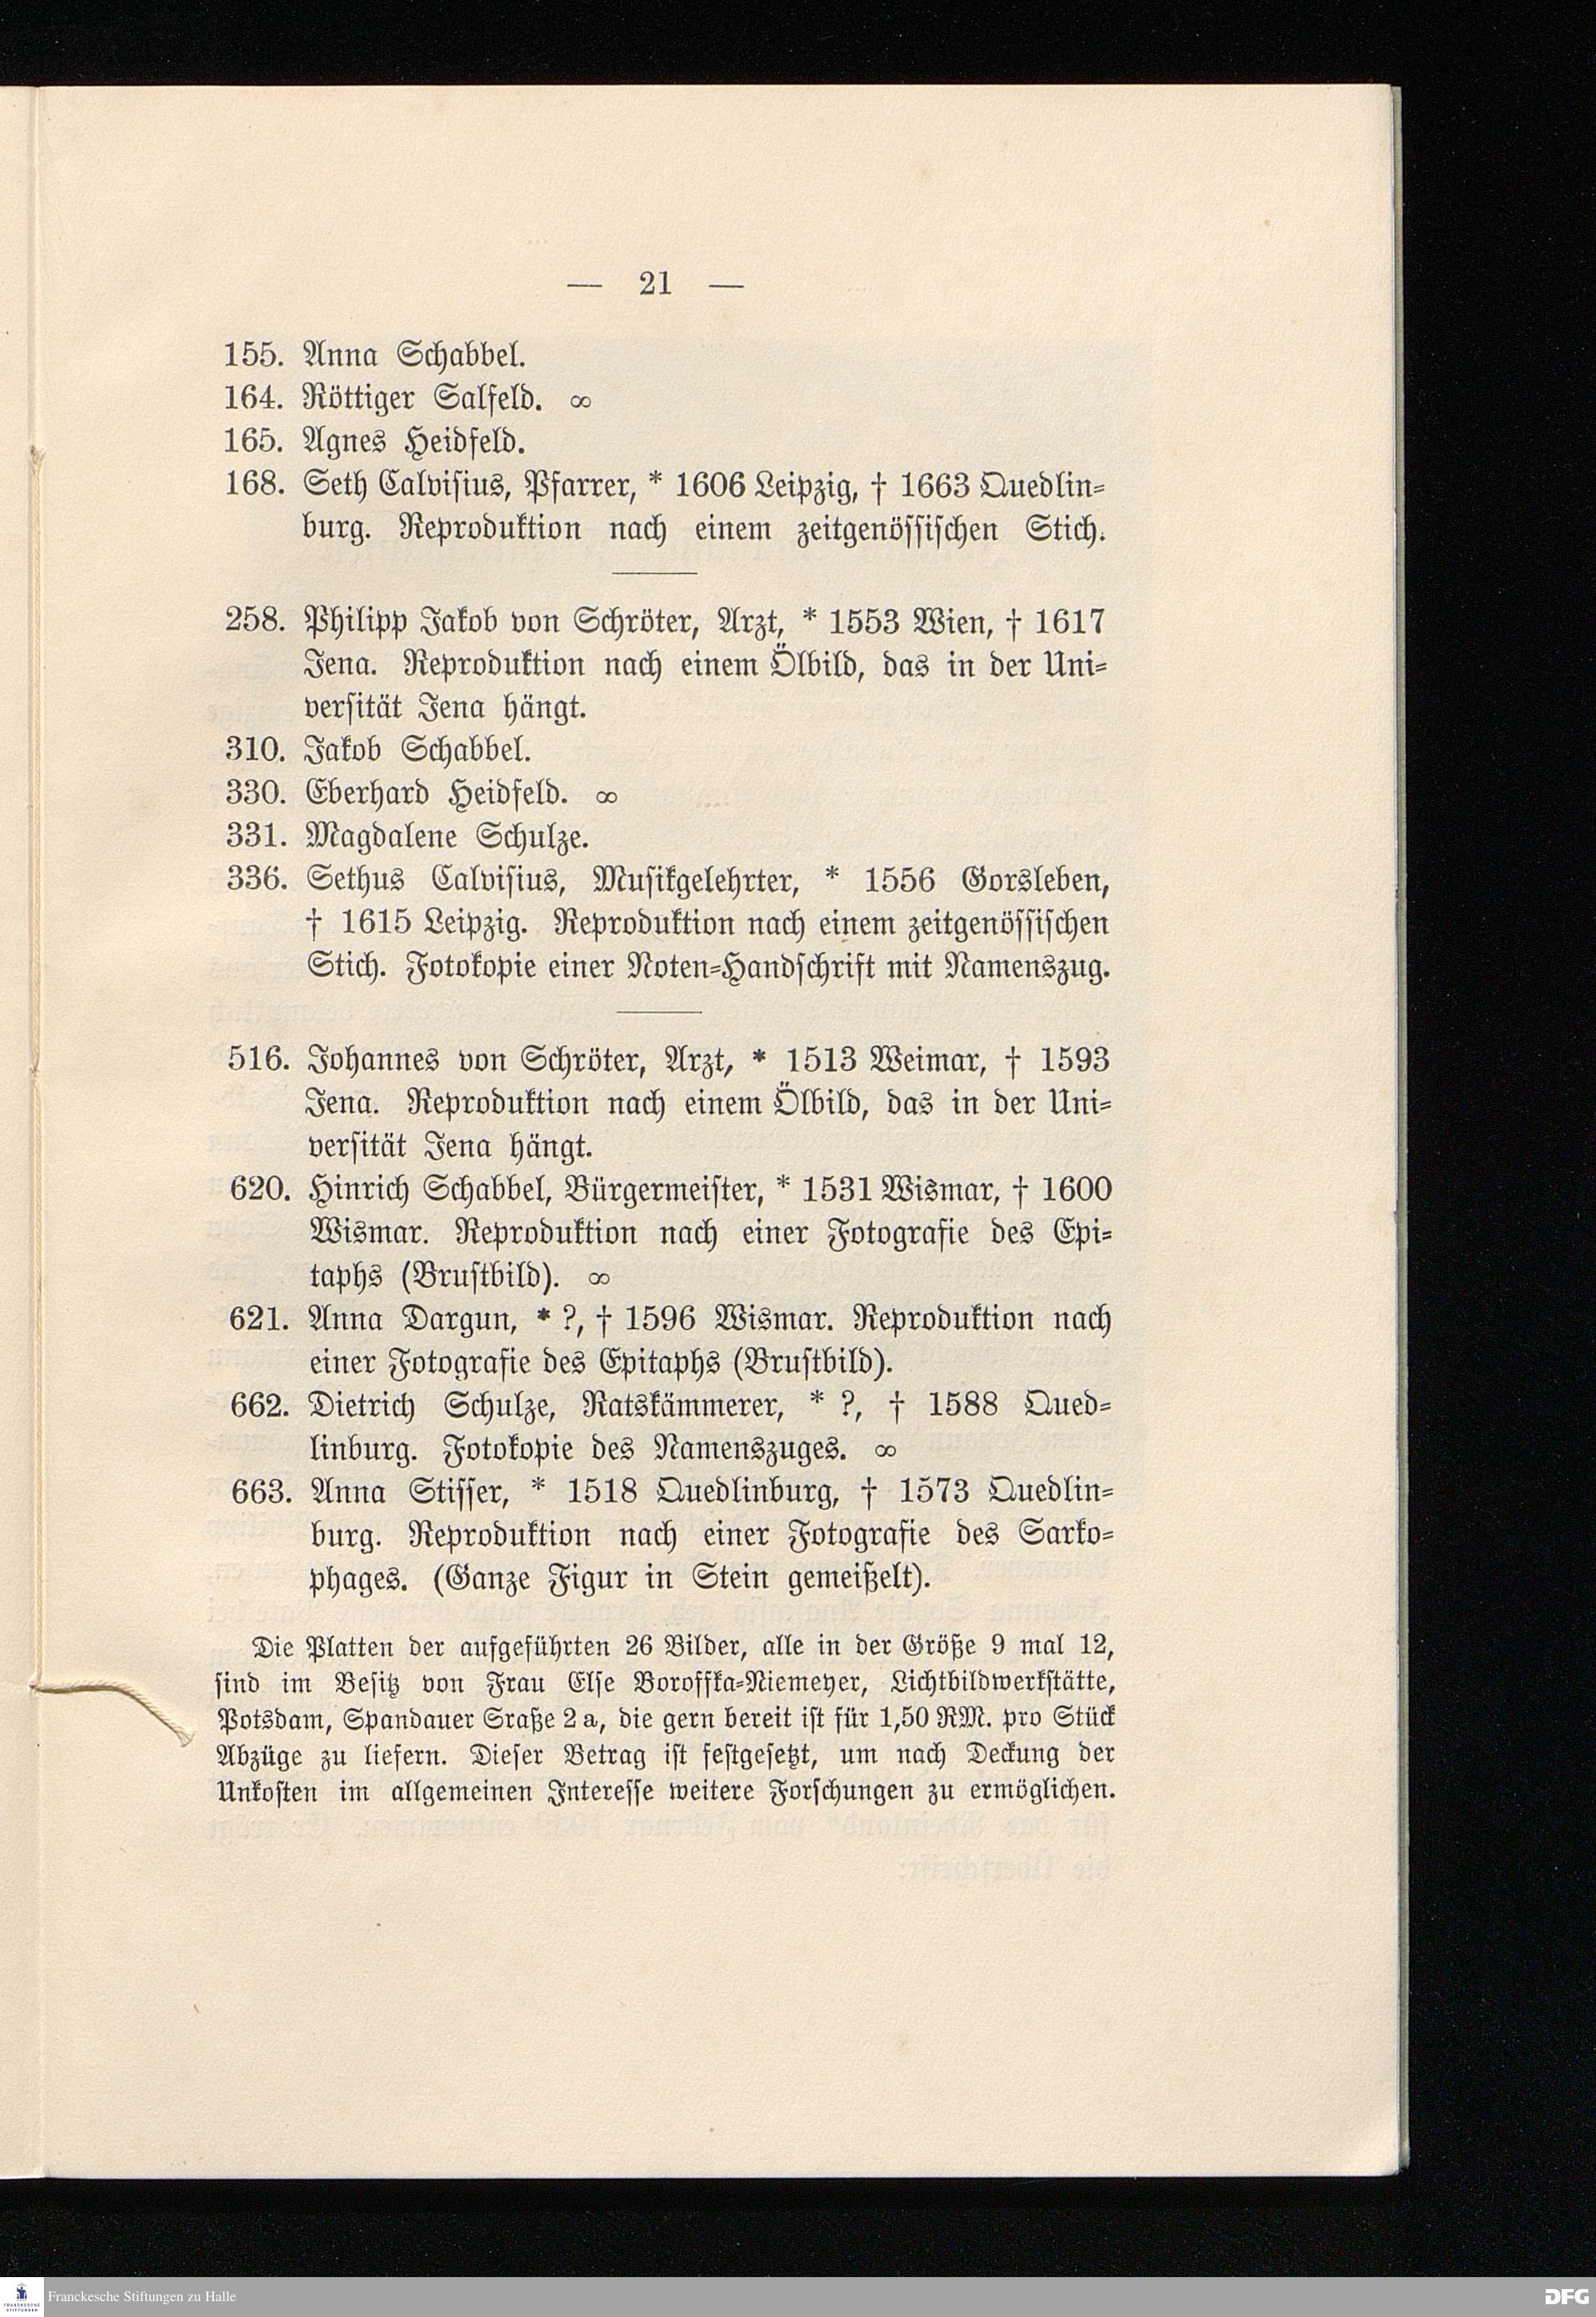 — 21 —
155. Anna Schabbel.
164. Röttiger Salfeld. ∞
165. Agnes Heidfeld.
168. Seth Calvisius, Pfarrer, * 1606 Leipzig, † 1663 Quedlin-
burg. Reproduktion nach einem zeitgenössischen Stich.
258. Philipp Jakob von Schröter, Arzt, * 1553 Wien, † 1617
Jena. Reproduktion nach einem Ölbild, das in der Uni-
versität Jena hängt.
310. Jakob Schabbel.
330. Eberhard Heidfeld. ∞
331. Magdalene Schulze.
336. Sethus Calvisius, Musikgelehrter, * 1556 Gorsleben,
† 1615 Leipzig. Reproduktion nach einem zeitgenössischen
Stich. Fotokopie einer Noten-Handschrift mit Namenszug.
516. Johannes von Schröter, Arzt, * 1513 Weimar, † 1593
Jena. Reproduktion nach einem Ölbild, das in der Uni-
versität Jena hängt.
620. Hinrich Schabbel, Bürgermeister, * 1531 Wismar, † 1600
Wismar. Reproduktion nach einer Fotografie des Epi-
taphs (Brustbild). ∞
621. Anna Dargun, * ?, † 1596 Wismar. Reproduktion nach
einer Fotografie des Epitaphs (Brustbild).
662. Dietrich Schulze, Ratskämmerer, * ?, † 1588 Qued-
linburg. Fotokopie des Namenszuges. ∞
663. Anna Stisser, * 1518 Quedlinburg, † 1573 Quedlin-
burg. Reproduktion nach einer Fotografie des Sarko-
phages. (Ganze Figur in Stein gemeißelt).
Die Platten der aufgeführten 26 Bilder, alle in der Größe 9 mal 12,
sind im Besitz von Frau Else Boroffka-Niemeyer, Lichtbildwerkstätte,
Potsdam, Spandauer Sraße 2 a, die gern bereit ist für 1,50 RM. pro Stück
Abzüge zu liefern. Dieser Betrag ist festgesetzt, um nach Deckung der
Unkosten im allgemeinen Interesse weitere Forschungen zu ermöglichen.
FRANCKESCHE
STIFTUNGEN
Franckesche Stiftungen zu Halle
DFG